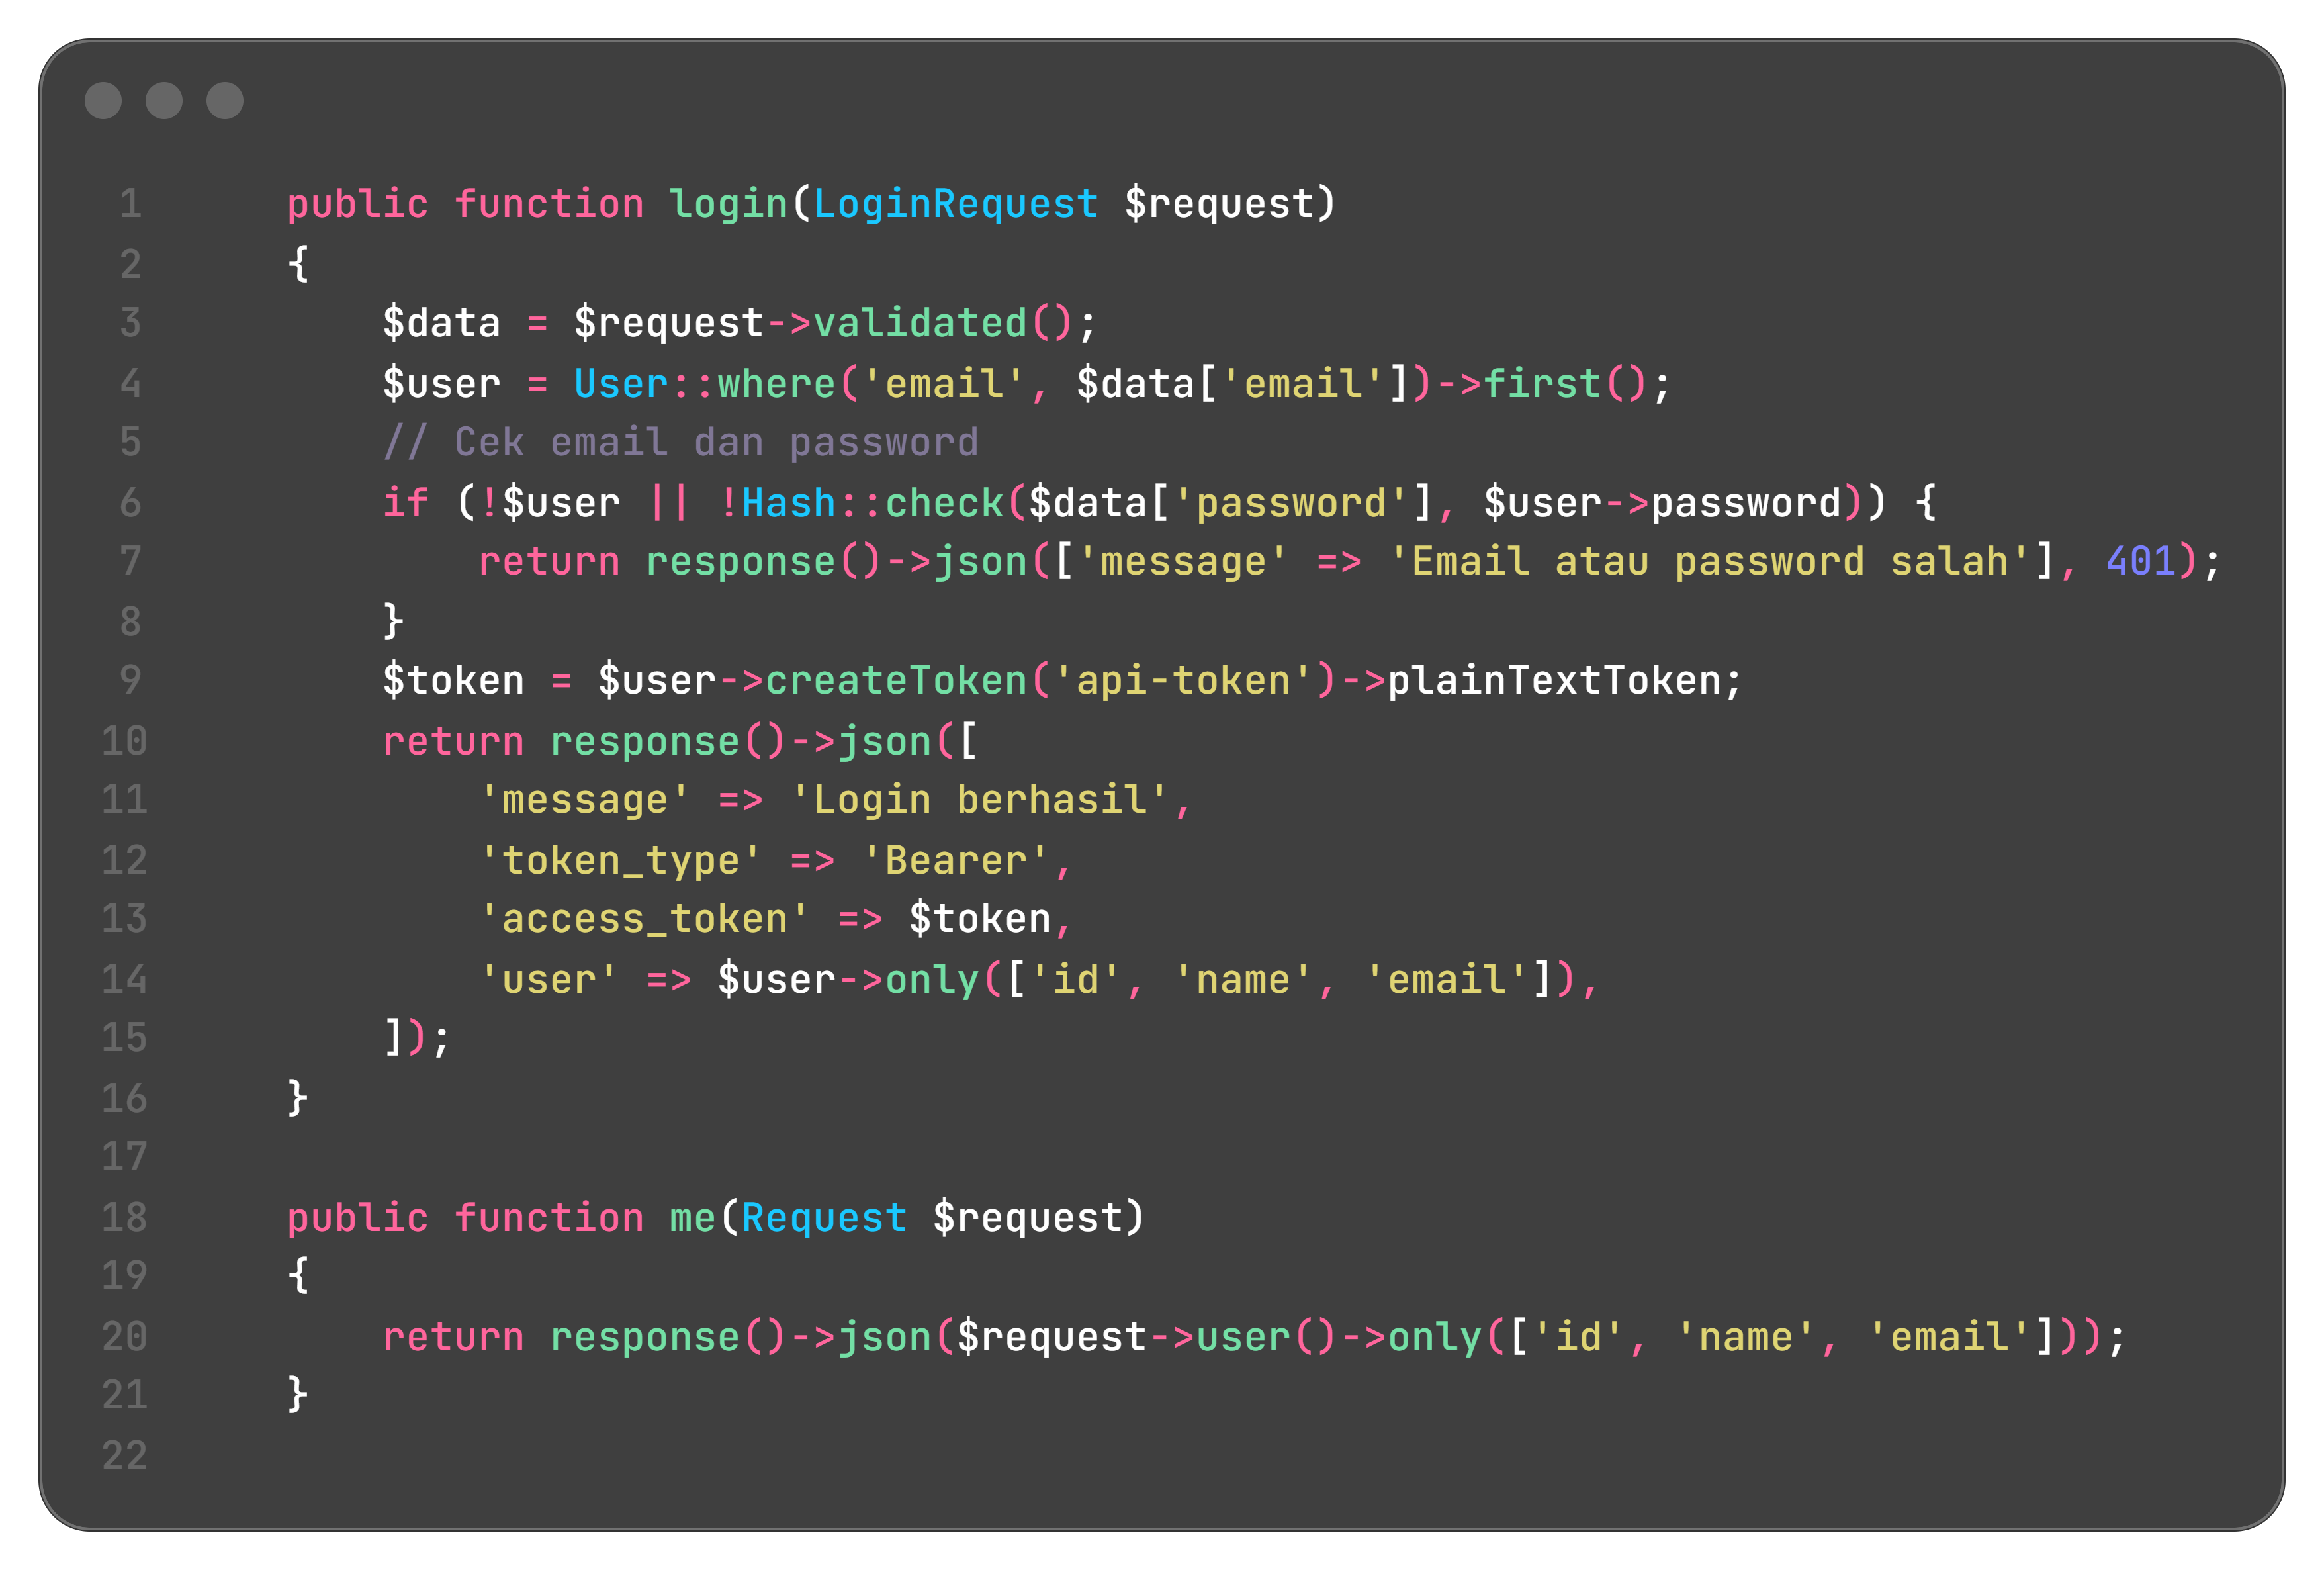 1 public function login(LoginRequest $request)
2 {
3 $data = $request->validated();
4 $user = User::where('email', $data['email'])->first();
5 // Cek email dan password
6 if (!$user || !Hash::check($data['password'], $user->password)) {
7 return response()->json(['message' => 'Email atau password salah'], 401);
8 }
9 $token = $user->createToken('api-token')->plainTextToken;
10 return response()->json([
11 'message' => 'Login berhasil',
12 'token_type' => 'Bearer',
13 'access_token' => $token,
14 'user' => $user->only(['id', 'name', 'email']),
15 ]);
16 }
17
18 public function me(Request $request)
19 {
20 return response()->json($request->user()->only(['id', 'name', 'email']));
21 }
22